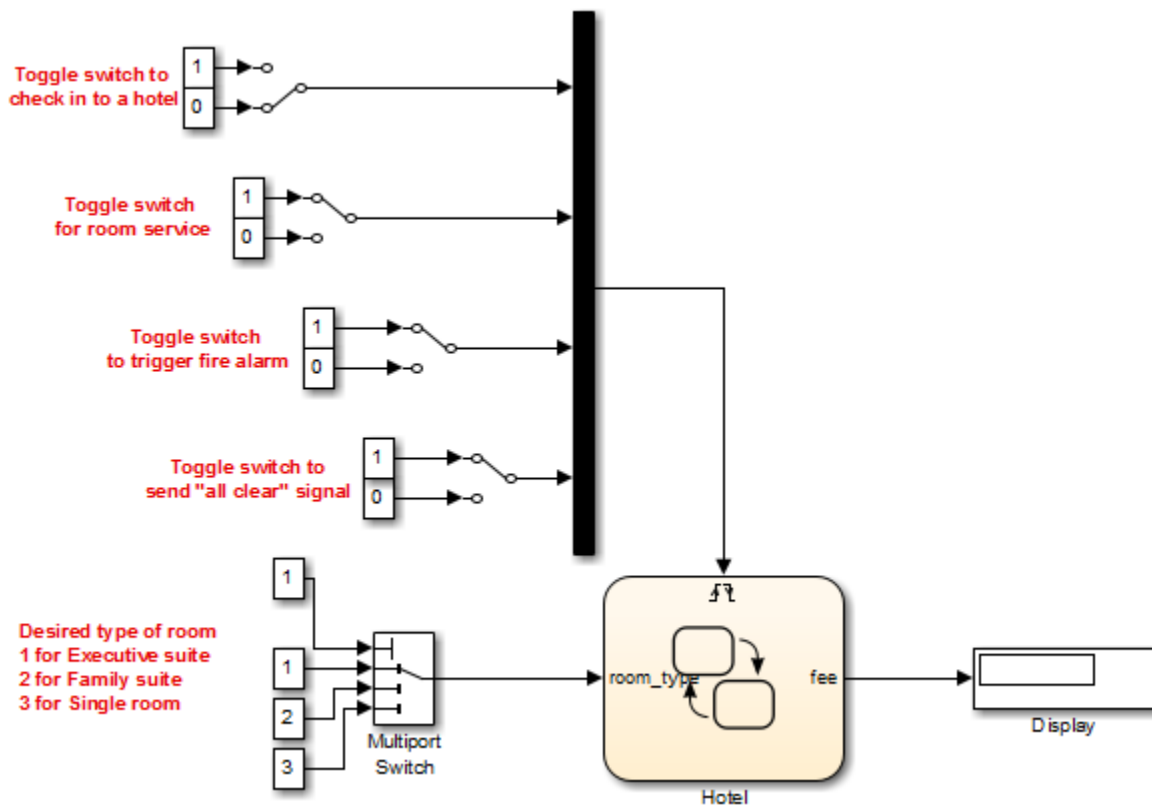 Toggle switch to
check in to a hotel
1
0
Toggle switch
for room service
1
0
Toggle switch
to trigger fire alarm
1
0
Toggle switch to
send "all clear" signal
1
0
Desired type of room
1 for Executive suite
2 for Family suite
3 for Single room
1
1
2
3
Multiport
Switch
room_type
fee
Hotel
Display